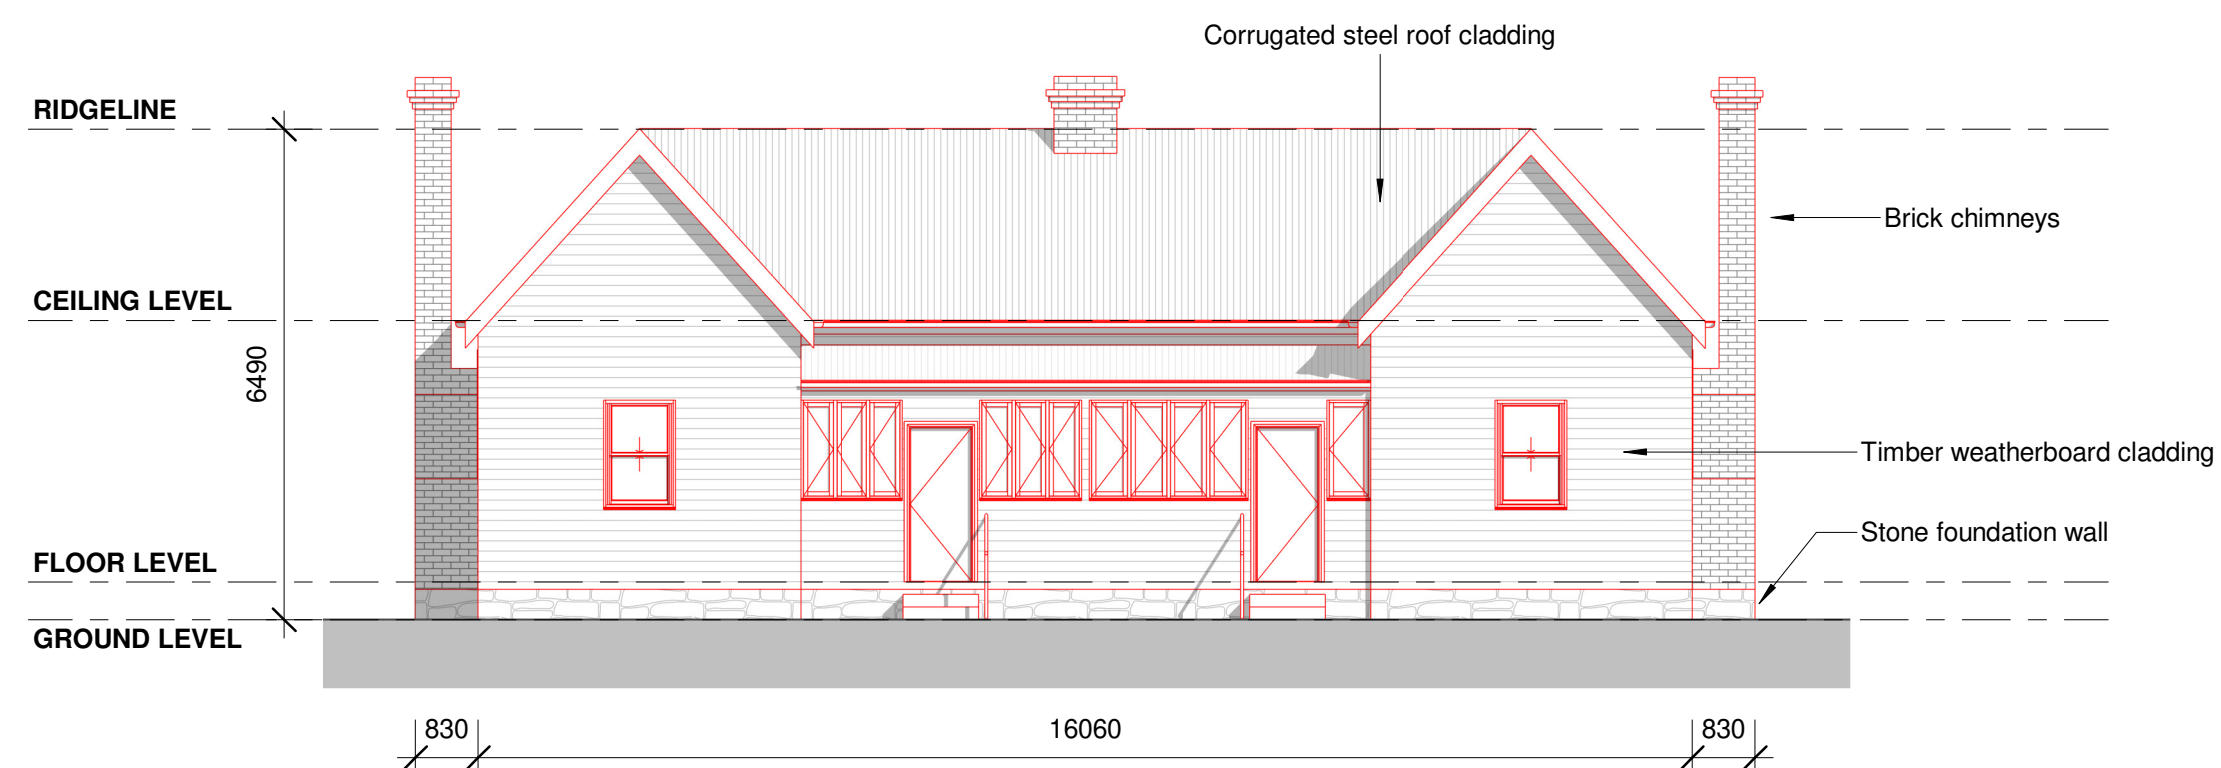 Corrugated steel roof cladding
RIDGELINE
Brick chimneys
CEILING LEVEL
6490
Timber weatherboard cladding
Stone foundation wall
FLOOR LEVEL
GROUND LEVEL
830
16060
830